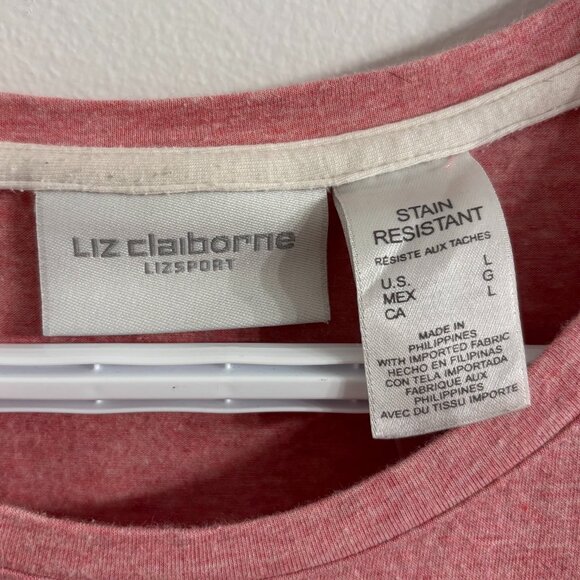 Liz claiborne
LIZSPORT
STAIN
RESISTANT
RÉSISTE AUX TACHES
U.S. L
MEX G
CA L
MADE IN
PHILIPPINES
WITH IMPORTED FABRIC
HECHO EN FILIPINAS
CON TELA IMPORTADA
FABRIQUE AUX
PHILIPPINES
AVEC DU TISSU IMPORTE